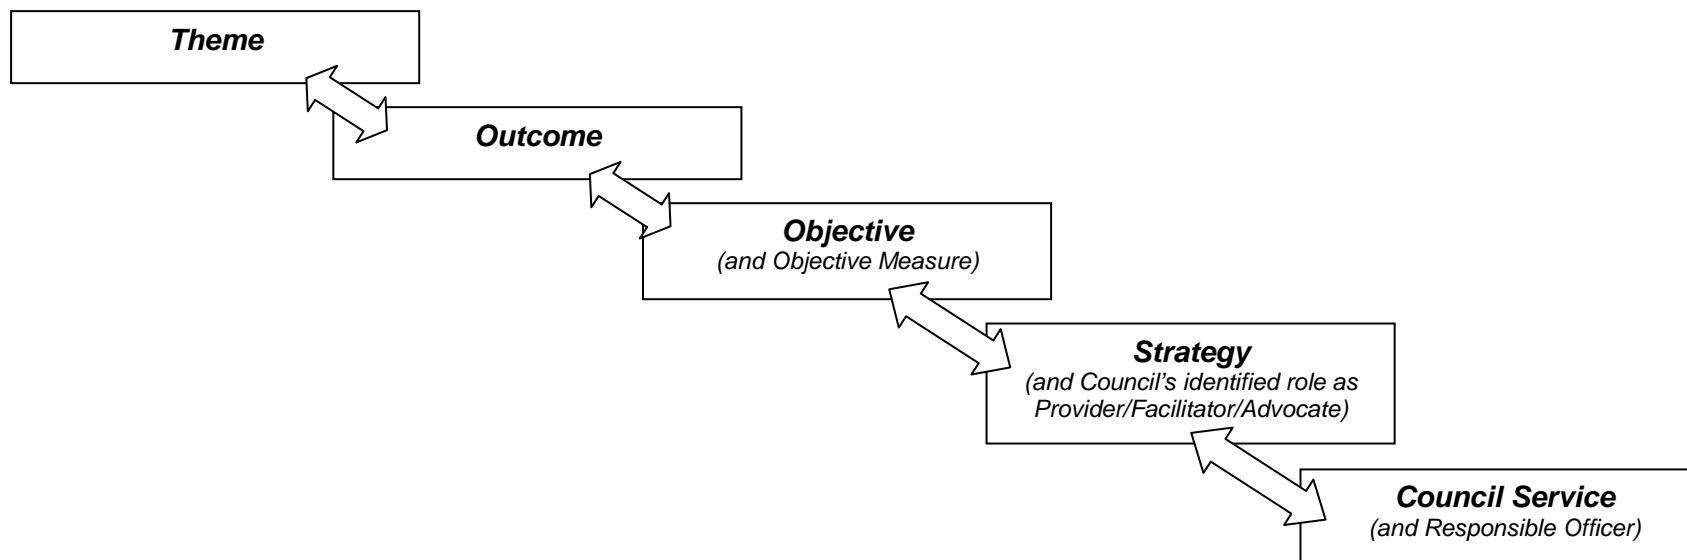 Theme
Outcome
Objective
(and Objective Measure)
Strategy
(and Council's identified role as
Provider/Facilitator/Advocate)
Council Service
(and Responsible Officer)